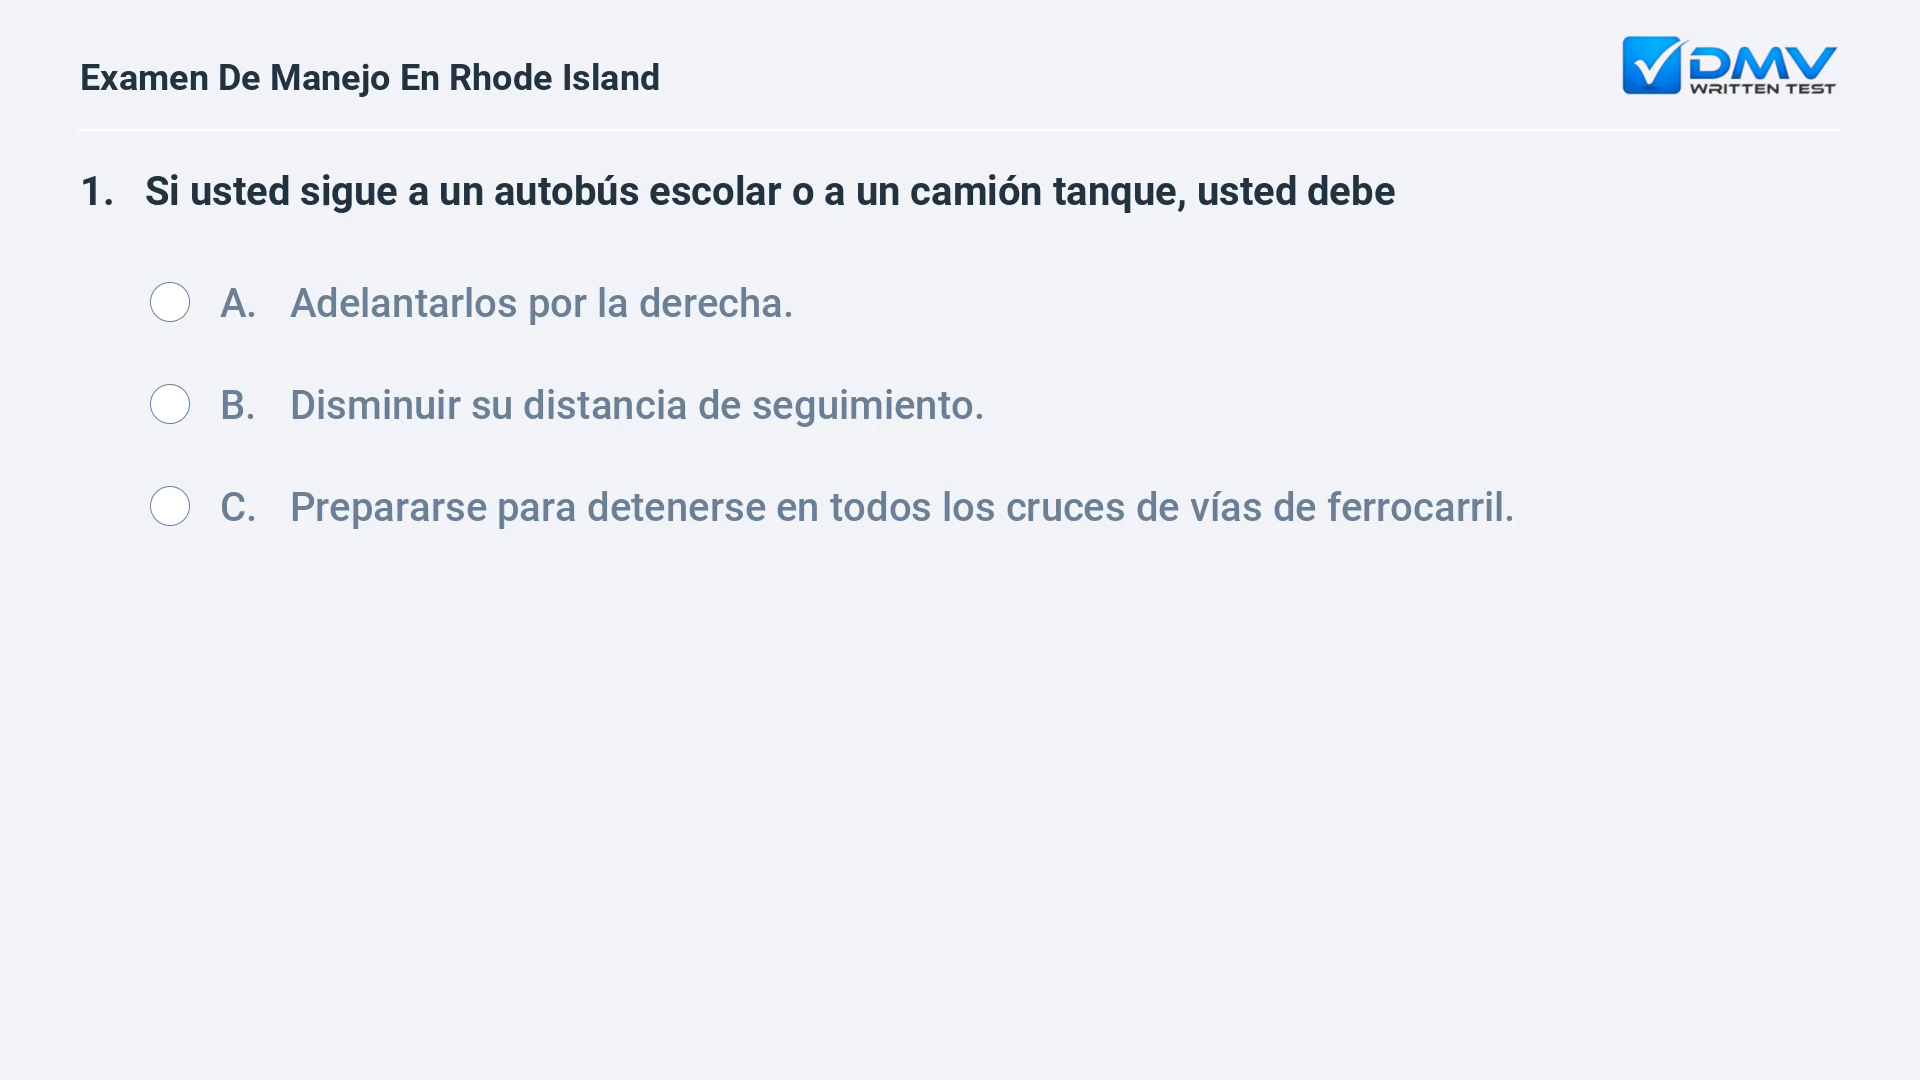 Examen De Manejo En Rhode Island
DMV
WRITTEN TEST
1. Si usted sigue a un autobús escolar o a un camión tanque, usted debe
A. Adelantarlos por la derecha.
B. Disminuir su distancia de seguimiento.
C. Prepararse para detenerse en todos los cruces de vías de ferrocarril.